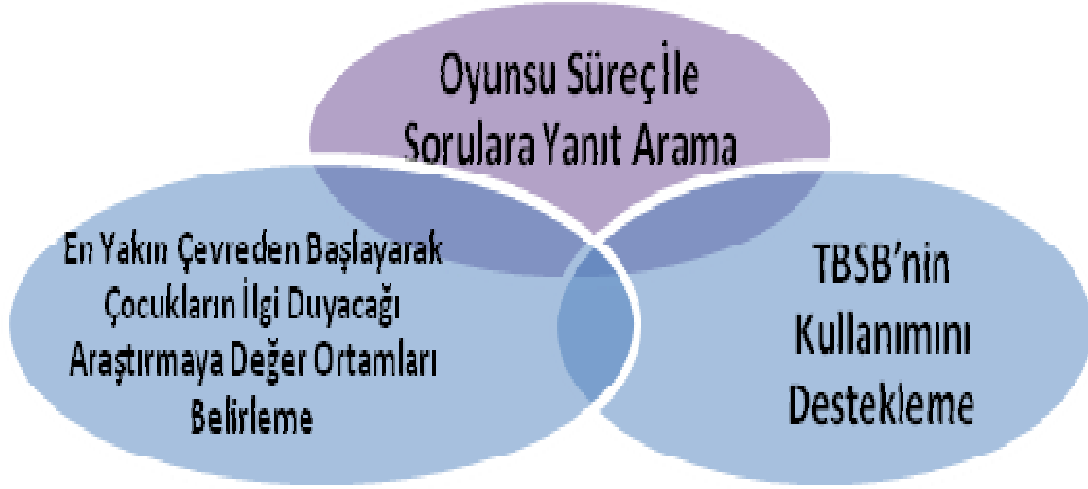 Oyunsu Süreç İle
Sorulara Yanıt Arama
En Yakın Çevreden Başlayarak
Çocukların İlgi Duyacağı
Araştırmaya Değer Ortamları
Belirleme
TBSB'nin
Kullanımını
Destekleme